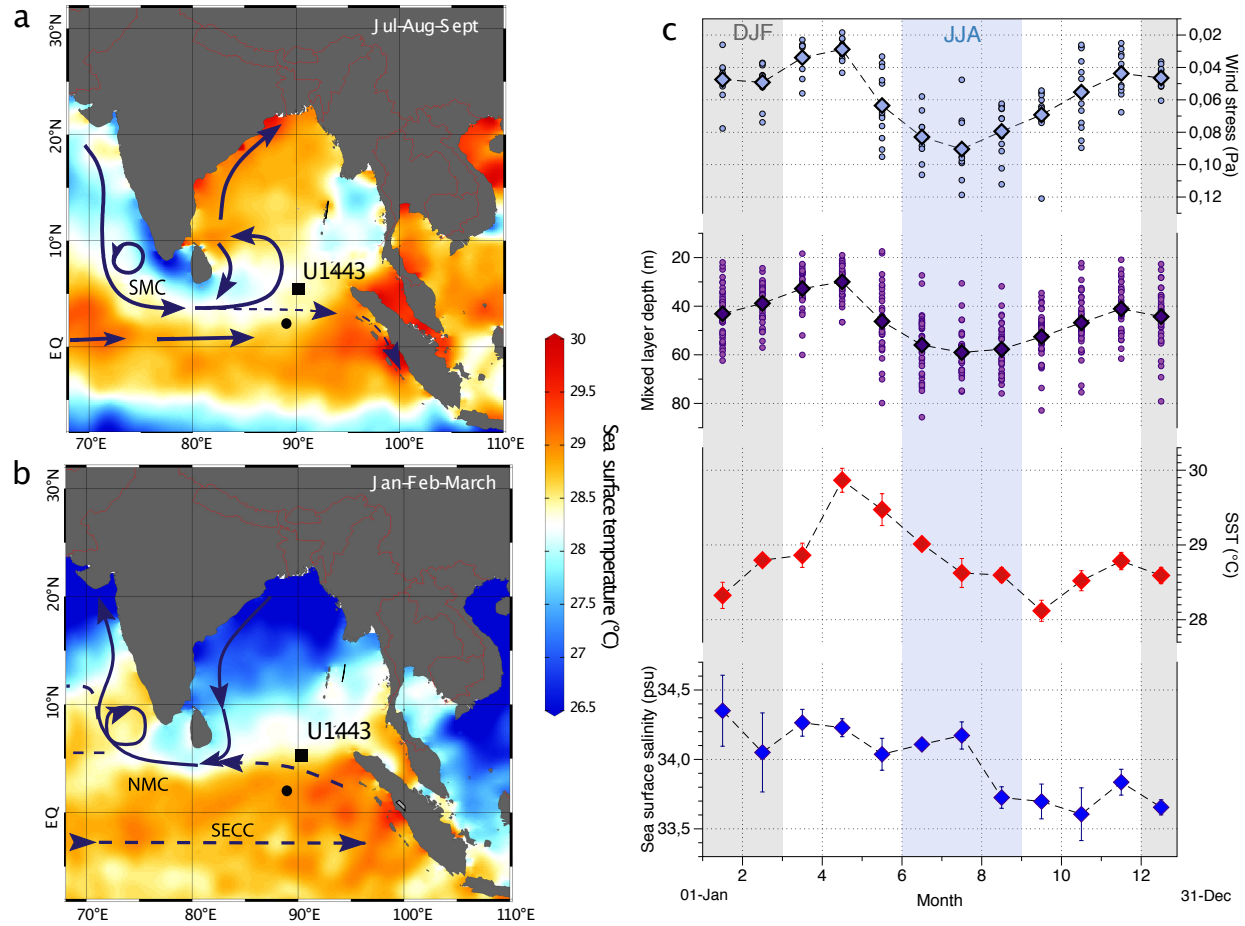 a
Jul-Aug-Sept
30°N
20°N
10°N
EQ
U1443
SMC
70°E
80°E
90°E
100°E
110°E
b
Jan-Feb-March
30°N
20°N
10°N
EQ
U1443
NMC
SECC
70°E
80°E
90°E
100°E
110°E
30
29.5
29
28.5
28
27.5
27
26.5
Sea surface temperature (°C)
c
DJF
JJA
0,02
0,04
0,06
0,08
0,10
0,12
Wind stress (Pa)
Mixed layer depth (m)
20
40
60
80
30
29
28
SST (°C)
Sea surface salinity (psu)
34.5
34.0
33.5
2
4
6
8
10
12
01-Jan
Month
31-Dec